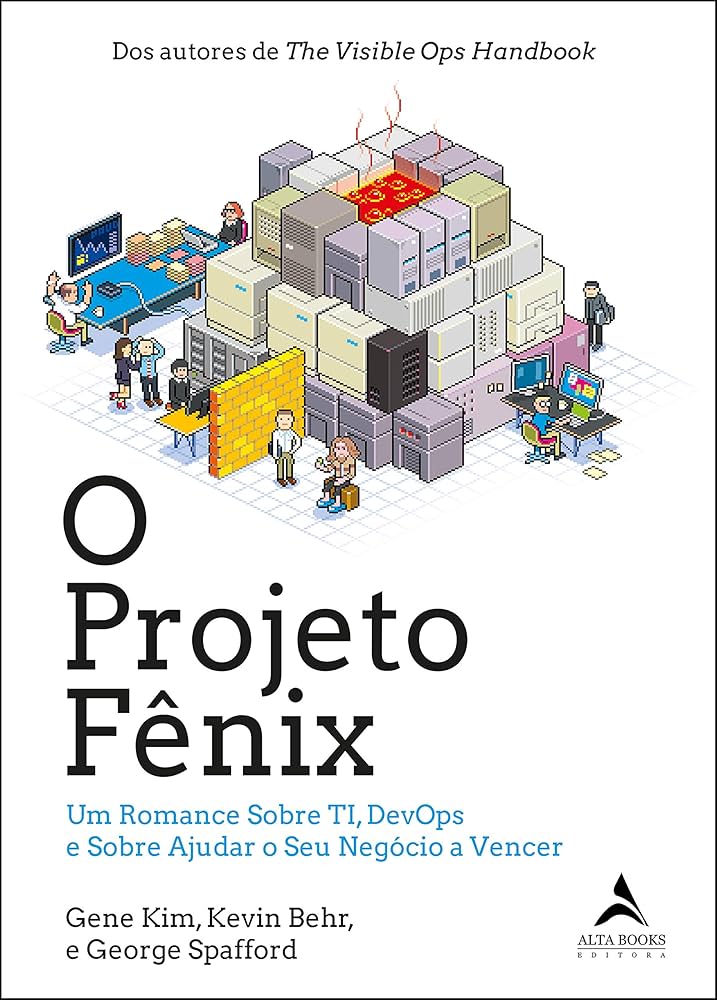 Dos autores de The Visible Ops Handbook
O
Projeto
Fênix
Um Romance Sobre TI, DevOps
e Sobre Ajudar o Seu Negócio a Vencer
Gene Kim, Kevin Behr,
e George Spafford
ALTA BOOKS
EDITORA